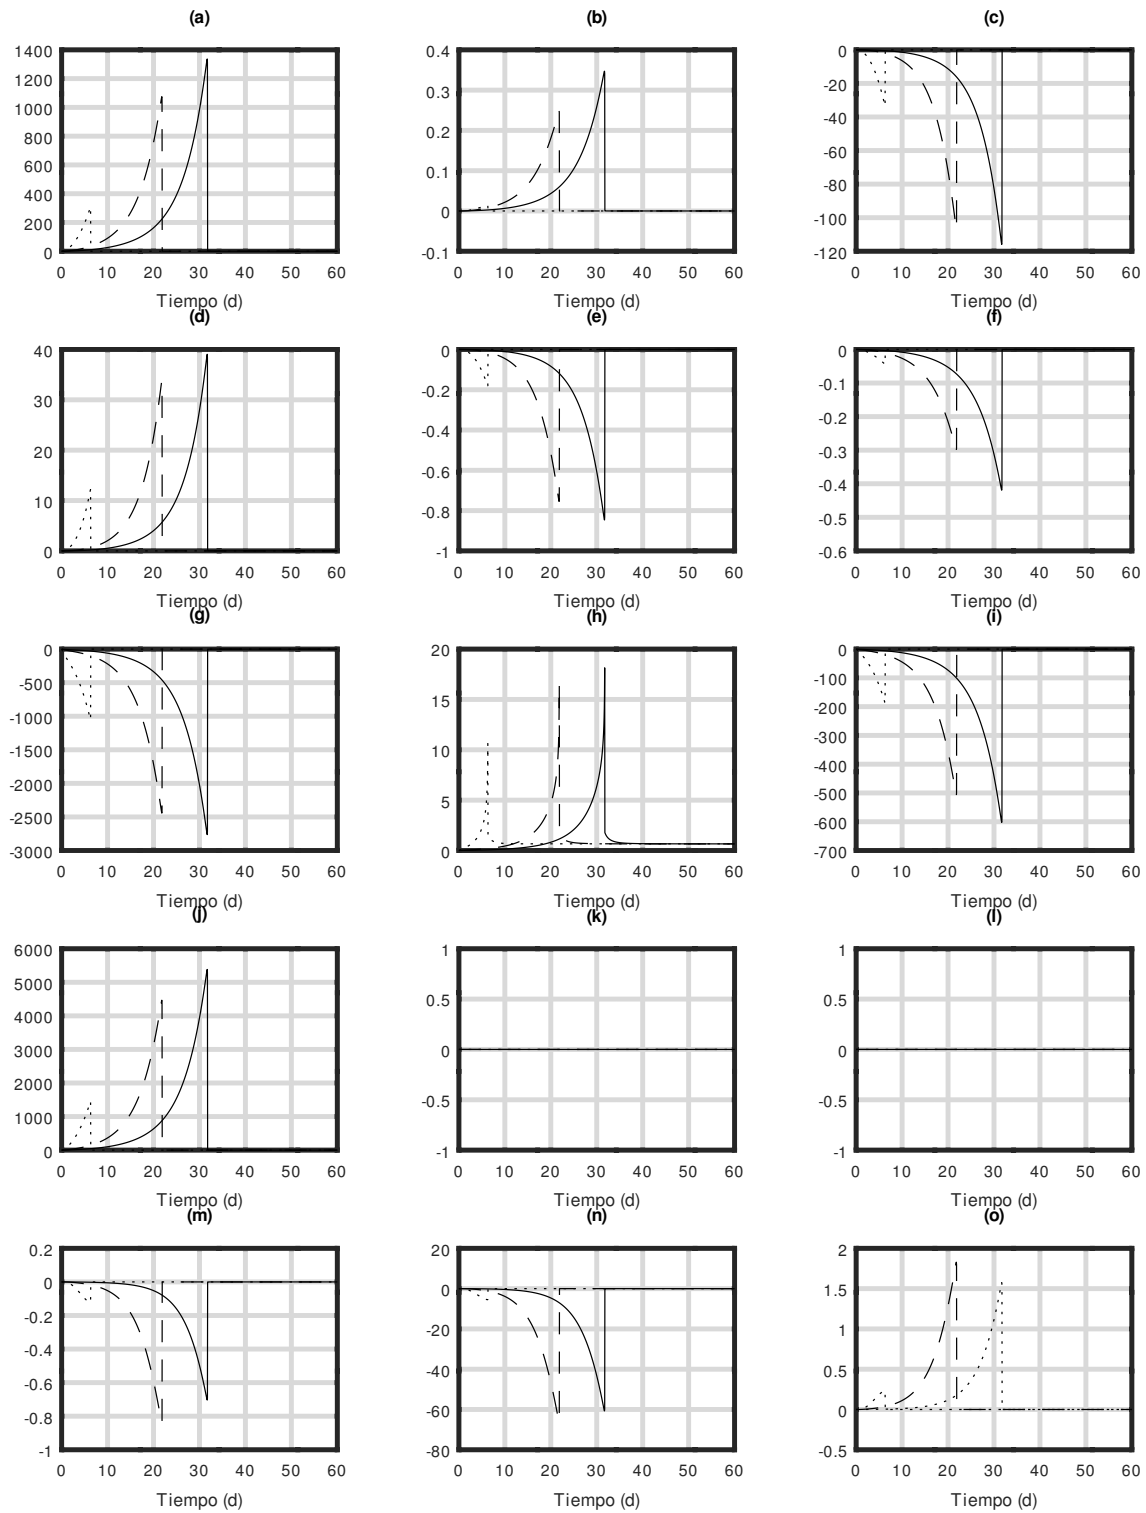 (a)
1400
1200
1000
800
600
400
200
0
0 10 20 30 40 50 60
Tiempo (d)
(b)
0.4
0.3
0.2
0.1
0
-0.1
0 10 20 30 40 50 60
Tiempo (d)
(c)
0
-20
-40
-60
-80
-100
-120
0 10 20 30 40 50 60
Tiempo (d)
(d)
40
30
20
10
0
0 10 20 30 40 50 60
Tiempo (d)
(e)
0
-0.2
-0.4
-0.6
-0.8
-1
0 10 20 30 40 50 60
Tiempo (d)
(f)
0
-0.1
-0.2
-0.3
-0.4
-0.5
-0.6
0 10 20 30 40 50 60
Tiempo (d)
(g)
0
-500
-1000
-1500
-2000
-2500
-3000
0 10 20 30 40 50 60
Tiempo (d)
(h)
20
15
10
5
0
0 10 20 30 40 50 60
Tiempo (d)
(i)
0
-100
-200
-300
-400
-500
-600
-700
0 10 20 30 40 50 60
Tiempo (d)
(j)
6000
5000
4000
3000
2000
1000
0
0 10 20 30 40 50 60
Tiempo (d)
(k)
1
0.5
0
-0.5
-1
0 10 20 30 40 50 60
Tiempo (d)
(l)
1
0.5
0
-0.5
-1
0 10 20 30 40 50 60
Tiempo (d)
(m)
0.2
0
-0.2
-0.4
-0.6
-0.8
-1
0 10 20 30 40 50 60
Tiempo (d)
(n)
20
0
-20
-40
-60
-80
0 10 20 30 40 50 60
Tiempo (d)
(o)
2
1.5
1
0.5
0
-0.5
0 10 20 30 40 50 60
Tiempo (d)